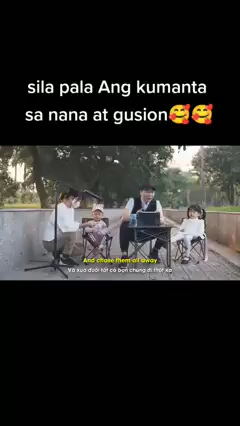 sila pala Ang kumanta
sa nana at gusion🥰🥰
And chase them all away
Và xua đuổi tất cả bọn chúng đi thật xa